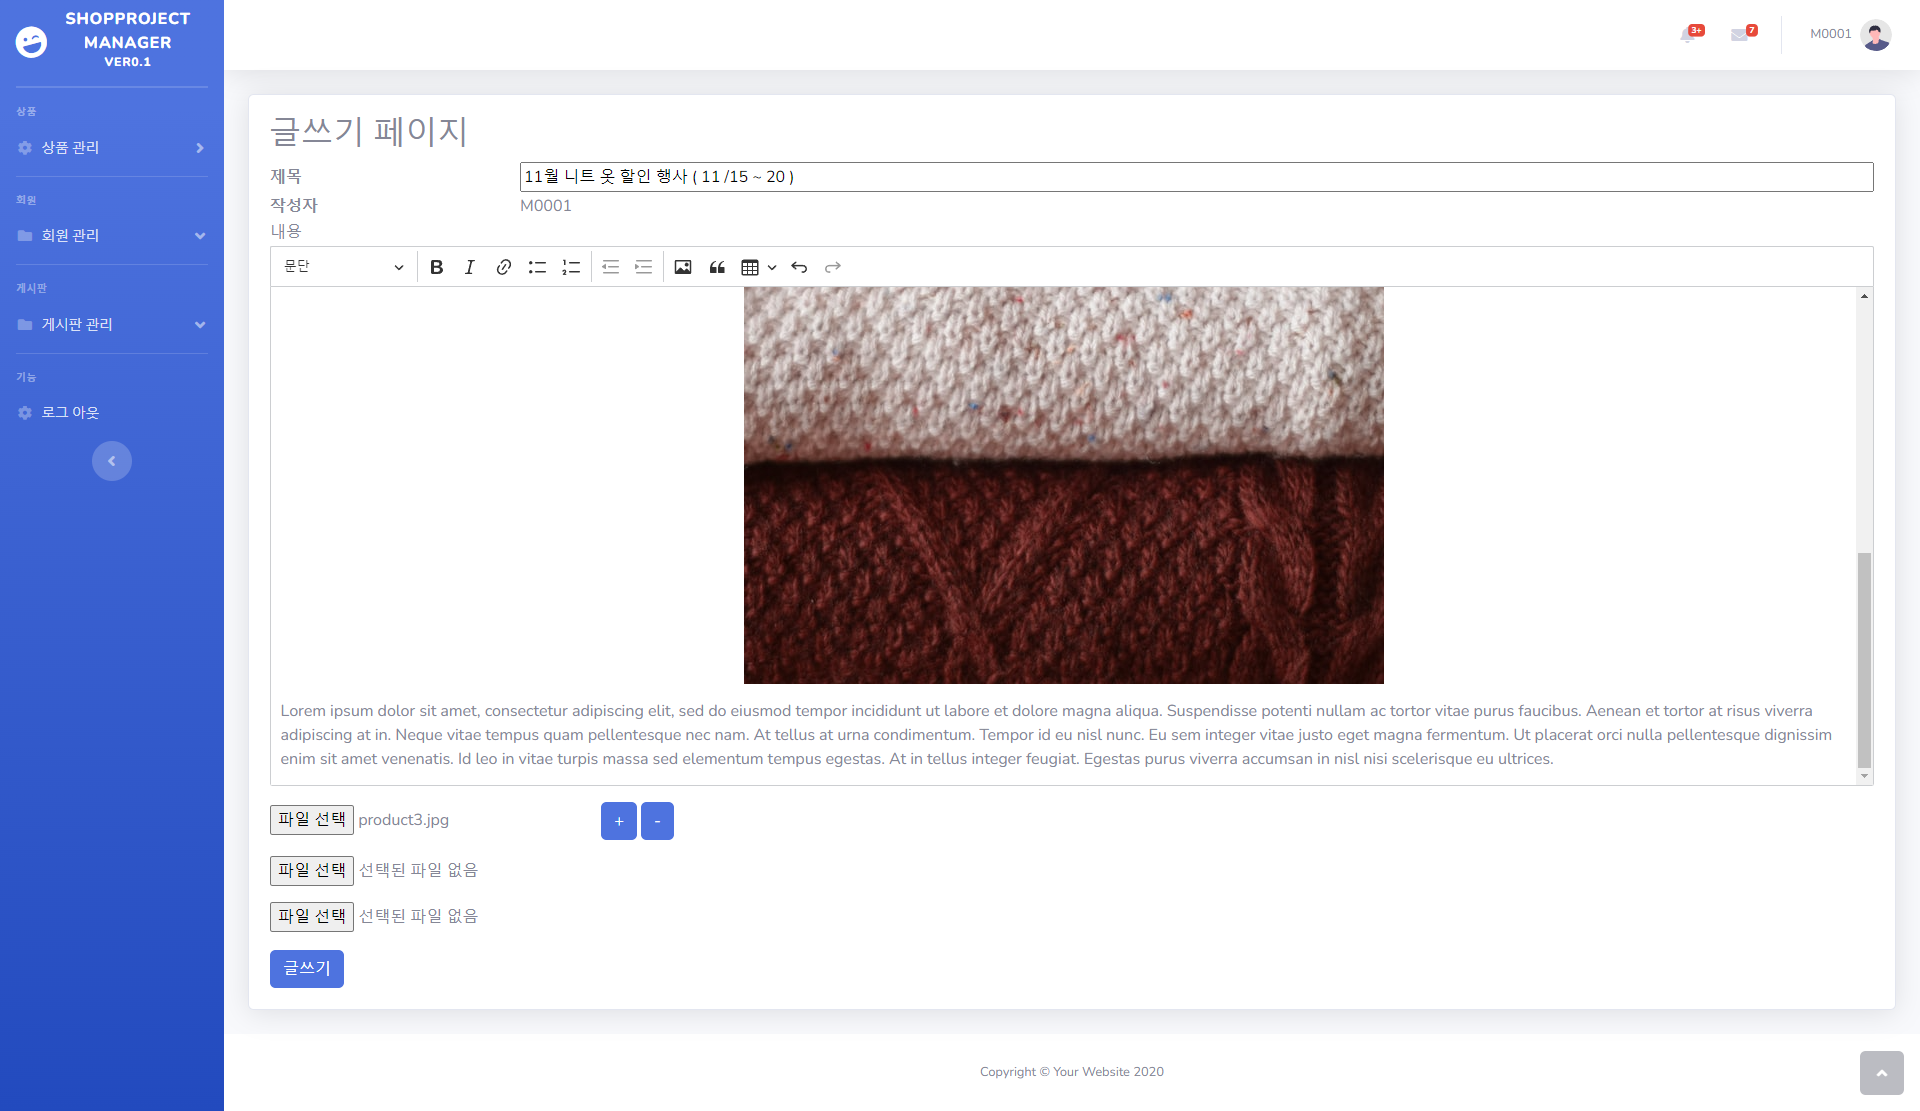 SHOPPROJECT
MANAGER
VER0.1
상품
상품 관리
회원
회원 관리
게시판
게시판 관리
기능
로그 아웃
3+
7
M0001
글쓰기 페이지
제목
11월 니트 옷 할인 행사 ( 11 /15 ~ 20 )
작성자
M0001
내용
문단
Lorem ipsum dolor sit amet, consectetur adipiscing elit, sed do eiusmod tempor incididunt ut labore et dolore magna aliqua. Suspendisse potenti nullam ac tortor vitae purus faucibus. Aenean et tortor at risus viverra
adipiscing at in. Neque vitae tempus quam pellentesque nec nam. At tellus at urna condimentum. Tempor id eu nisl nunc. Eu sem integer vitae justo eget magna fermentum. Ut placerat orci nulla pellentesque dignissim
enim sit amet venenatis. Id leo in vitae turpis massa sed elementum tempus egestas. At in tellus integer feugiat. Egestas purus viverra accumsan in nisl nisi scelerisque eu ultrices.
파일 선택 product3.jpg + -
파일 선택 선택된 파일 없음
파일 선택 선택된 파일 없음
글쓰기
Copyright © Your Website 2020